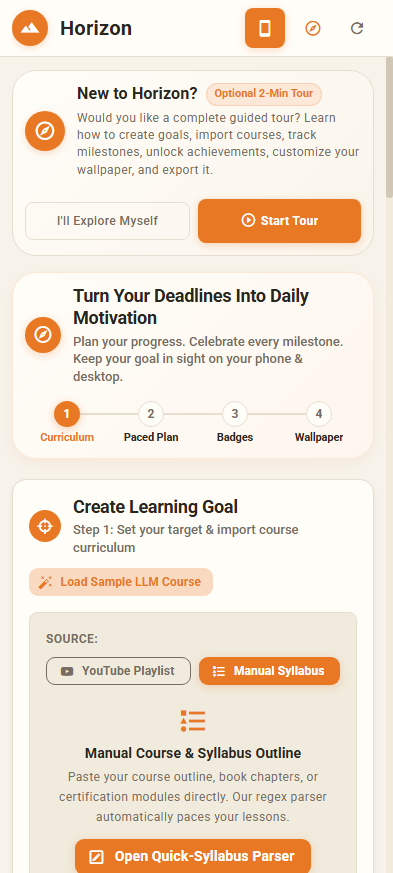 Horizon
New to Horizon? Optional 2-Min Tour
Would you like a complete guided tour? Learn
how to create goals, import courses, track
milestones, unlock achievements, customize your
wallpaper, and export it.
I'll Explore Myself
Start Tour
Turn Your Deadlines Into Daily
Motivation
Plan your progress. Celebrate every milestone.
Keep your goal in sight on your phone &
desktop.
1 2 3 4
Curriculum Paced Plan Badges Wallpaper
Create Learning Goal
Step 1: Set your target & import course
curriculum
Load Sample LLM Course
SOURCE:
YouTube Playlist Manual Syllabus
Manual Course & Syllabus Outline
Paste your course outline, book chapters, or
certification modules directly. Our regex parser
automatically paces your lessons.
Open Quick-Syllabus Parser